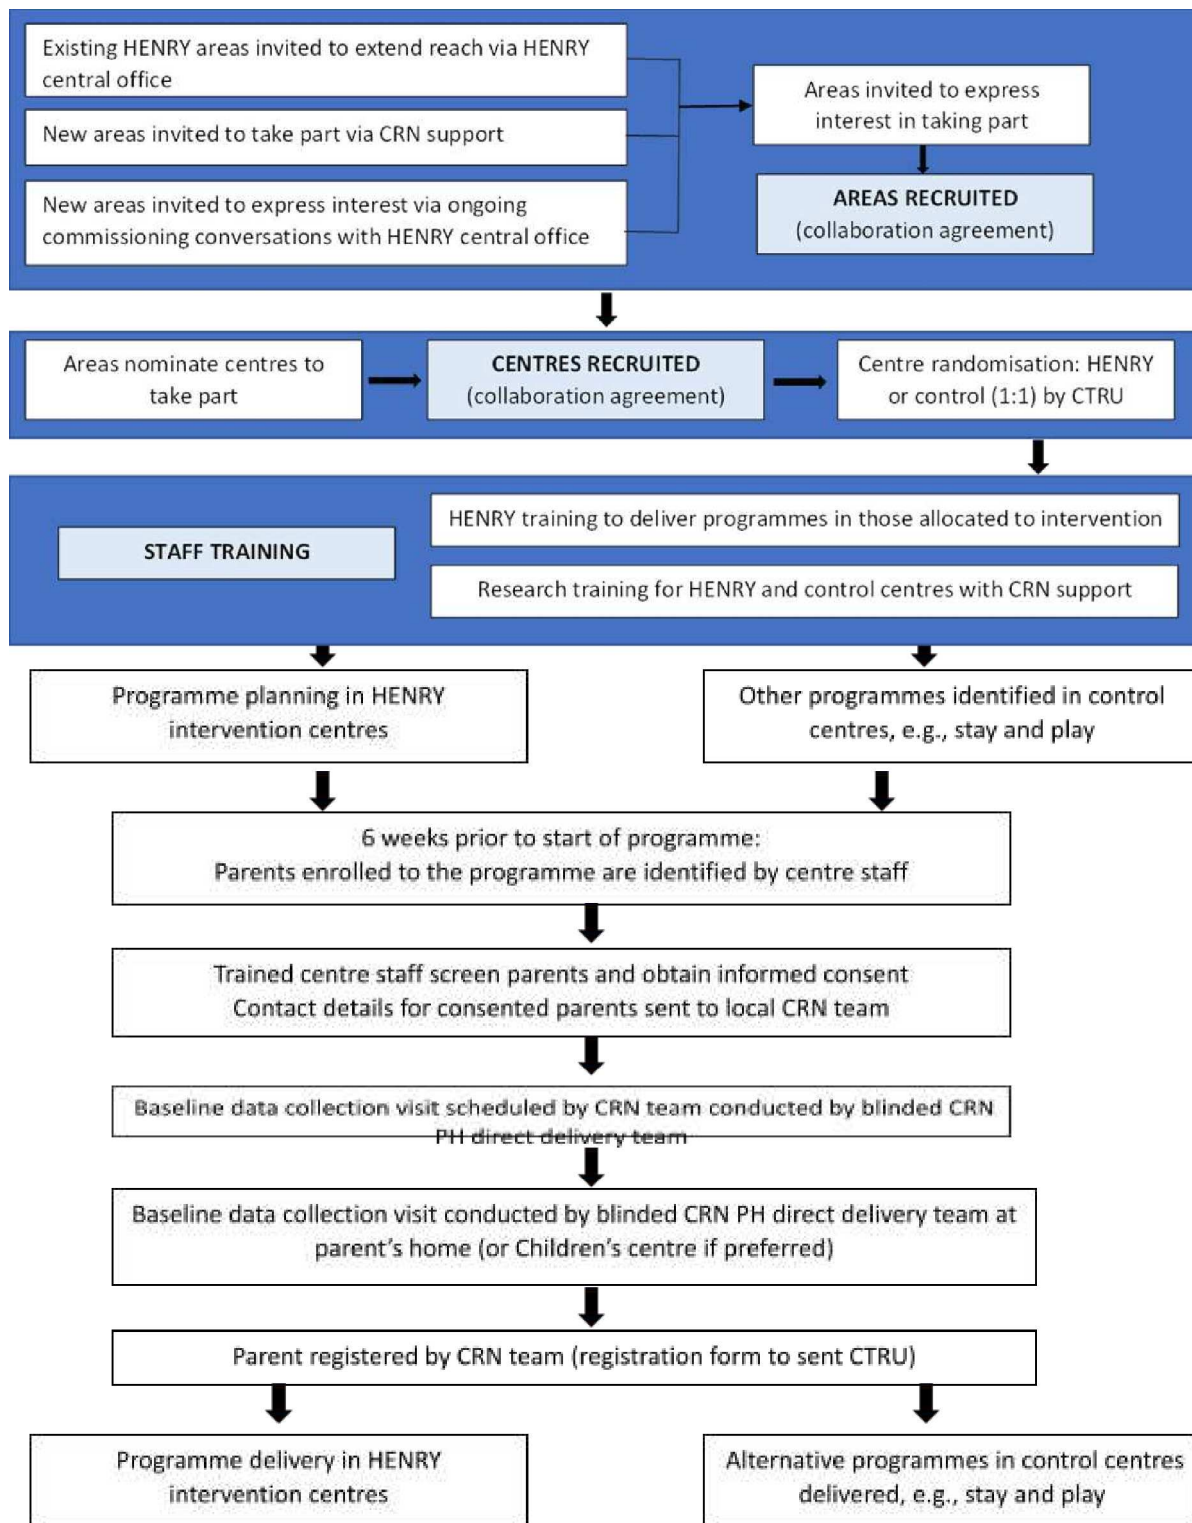 Existing HENRY areas invited to extend reach via HENRY
central office
New areas invited to take part via CRN support
New areas invited to express interest via ongoing
commissioning conversations with HENRY central office
Areas invited to express
interest in taking part
AREAS RECRUITED
(collaboration agreement)
Areas nominate centres to
take part
CENTRES RECRUITED
(collaboration agreement)
Centre randomisation: HENRY
or control (1:1) by CTRU
STAFF TRAINING
HENRY training to deliver programmes in those allocated to intervention
Research training for HENRY and control centres with CRN support
Programme planning in HENRY
intervention centres
Other programmes identified in control
centres, e.g., stay and play
6 weeks prior to start of programme:
Parents enrolled to the programme are identified by centre staff
Trained centre staff screen parents and obtain informed consent
Contact details for consented parents sent to local CRN team
Baseline data collection visit scheduled by CRN team conducted by blinded CRN
PH direct delivery team
Baseline data collection visit conducted by blinded CRN PH direct delivery team at
parent's home (or Children's centre if preferred)
Parent registered by CRN team (registration form to sent CTRU)
Programme delivery in HENRY
intervention centres
Alternative programmes in control centres
delivered, e.g., stay and play